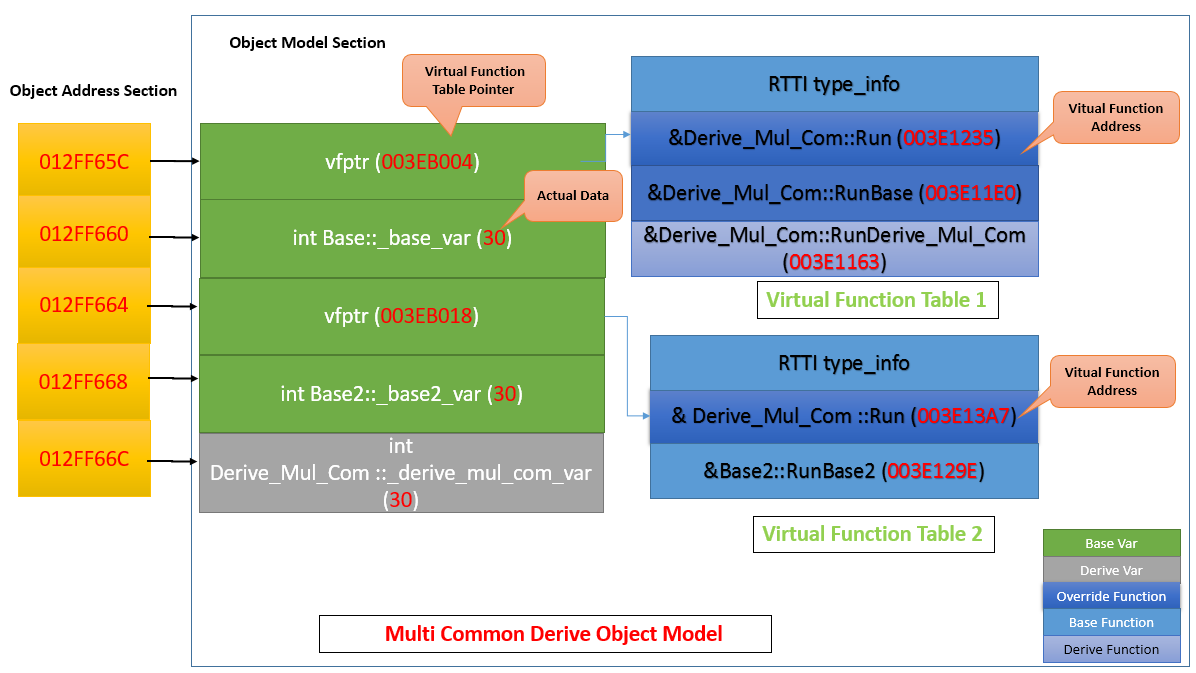 Object Model Section
Object Address Section
Virtual Function
Table Pointer
012FF65C
012FF660
012FF664
012FF668
012FF66C
vfptr (003EB004)
Actual Data
int Base::_base_var (30)
vfptr (003EB018)
int Base2::_base2_var (30)
int
Derive_Mul_Com ::_derive_mul_com_var
(30)
RTTI type_info
&Derive_Mul_Com::Run (003E1235)
&Derive_Mul_Com::RunBase (003E11E0)
&Derive_Mul_Com::RunDerive_Mul_Com
(003E1163)
Vitual Function
Address
Virtual Function Table 1
RTTI type_info
& Derive_Mul_Com ::Run (003E13A7)
&Base2::RunBase2 (003E129E)
Vitual Function
Address
Virtual Function Table 2
Base Var
Derive Var
Override Function
Base Function
Derive Function
Multi Common Derive Object Model